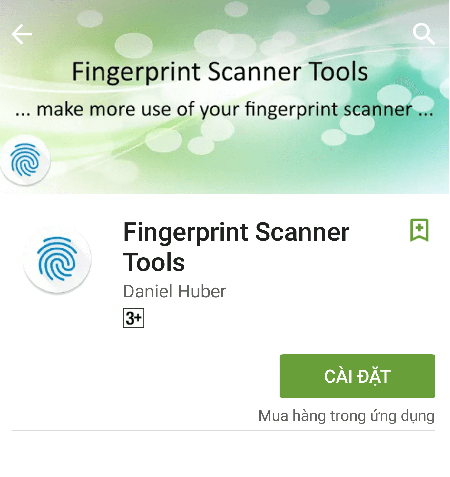 Fingerprint Scanner Tools
... make more use of your fingerprint scanner ...
Fingerprint Scanner
Tools
Daniel Huber
3+
CÀI ĐẶT
Mua hàng trong ứng dụng